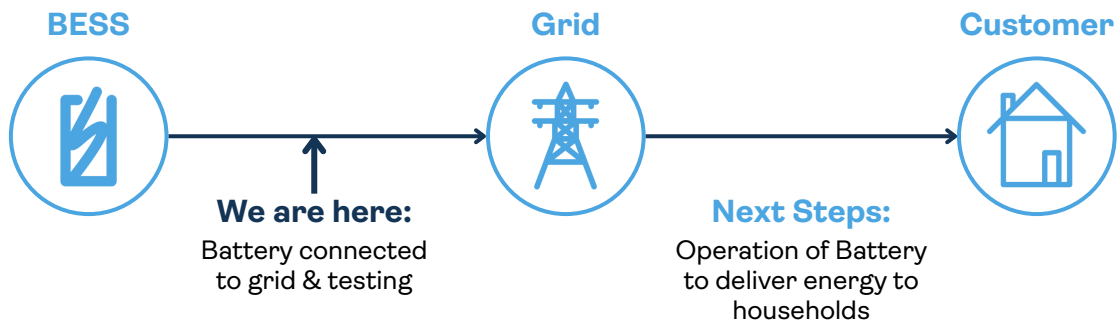 BESS
Grid
Customer
We are here:
Battery connected
to grid & testing
Next Steps:
Operation of Battery
to deliver energy to
households